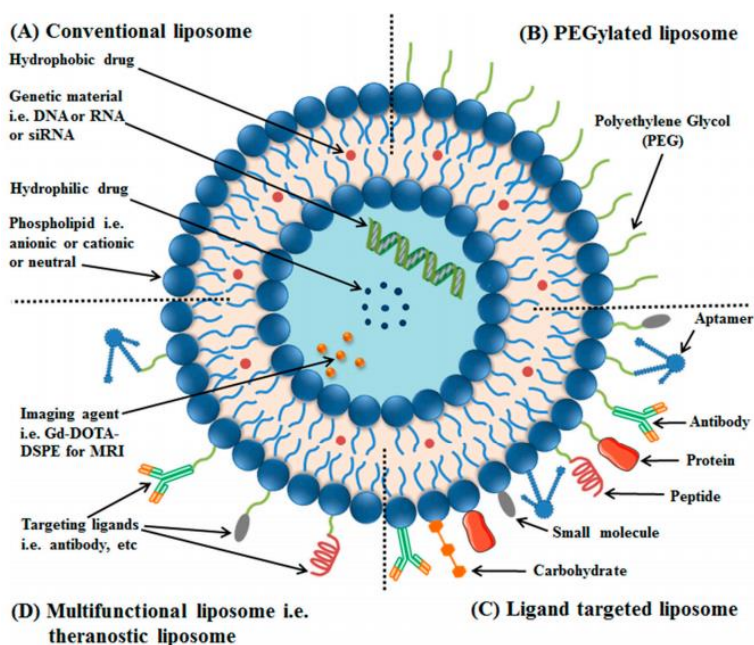 (A) Conventional liposome
(B) PEGylated liposome
Hydrophobic drug
Genetic material
i.e. DNA or RNA
or siRNA
Polyethylene Glycol
(PEG)
Hydrophilic drug
Phospholipid i.e.
anionic or cationic
or neutral
Aptamer
Antibody
Protein
Peptide
Small molecule
Carbohydrate
Imaging agent
i.e. Gd-DOTA-
DSPE for MRI
Targeting ligands
i.e. antibody, etc
(D) Multifunctional liposome i.e.
theranostic liposome
(C) Ligand targeted liposome